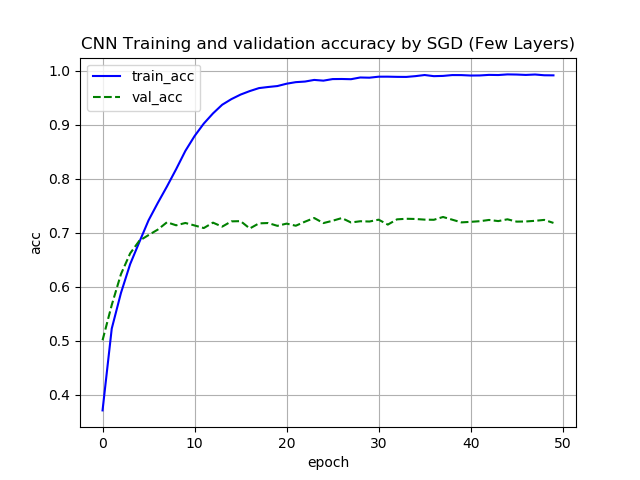 CNN Training and validation accuracy by SGD (Few Layers)
train_acc
val_acc
1.0
0.9
0.8
0.7
0.6
0.5
0.4
acc
0 10 20 30 40 50
epoch